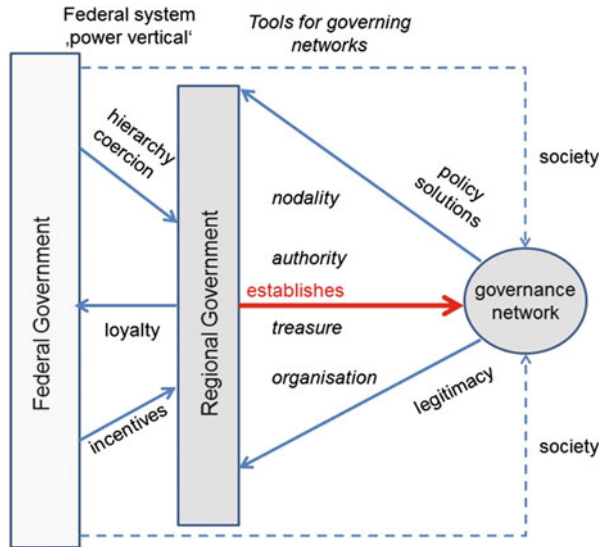 Federal system
‚power vertical‘
Tools for governing
networks
hierarchy
coercion
Federal Government
loyalty
incentives
Regional Government
nodality
authority
establishes
treasure
organisation
policy
solutions
legitimacy
society
governance
network
society